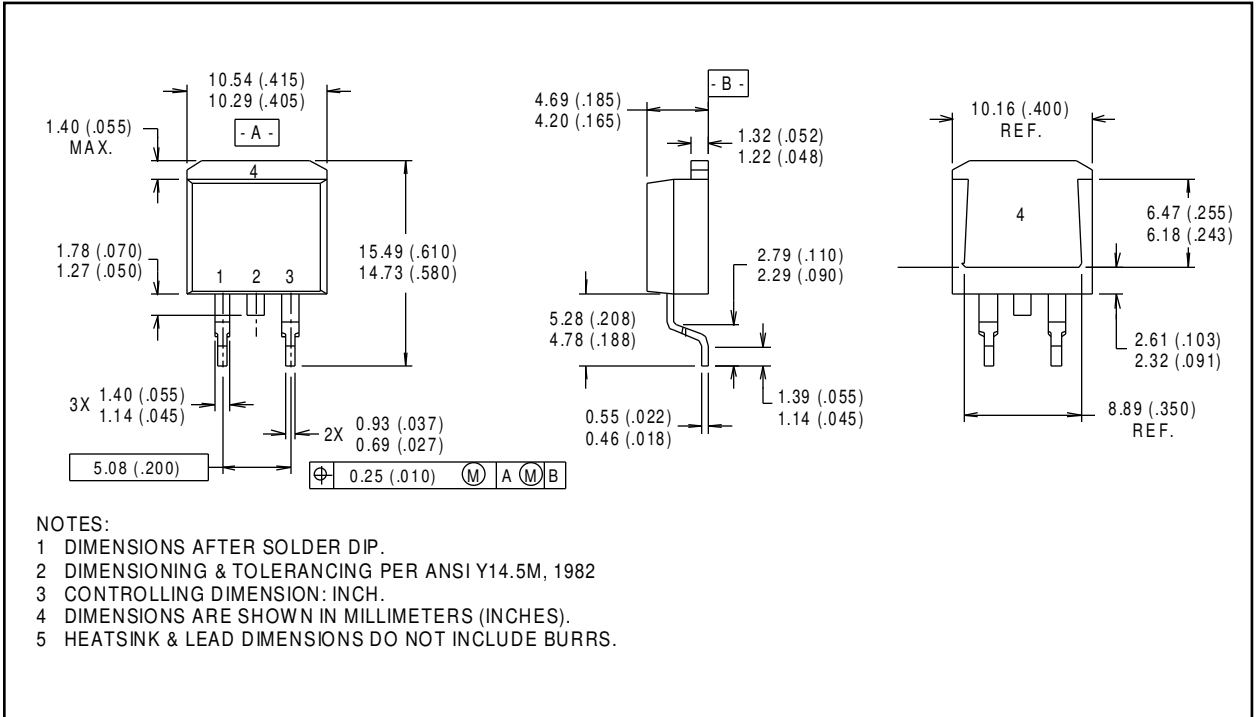 10.54 (.415)
10.29 (.405)
- A -
1.40 (.055)
MAX.
4
1.78 (.070)
1.27 (.050)
1 2 3
15.49 (.610)
14.73 (.580)
3X 1.40 (.055)
1.14 (.045)
2X 0.93 (.037)
0.69 (.027)
5.08 (.200)
⌖ 0.25 (.010) Ⓜ A Ⓜ B
4.69 (.185)
4.20 (.165)
- B -
1.32 (.052)
1.22 (.048)
2.79 (.110)
2.29 (.090)
5.28 (.208)
4.78 (.188)
0.55 (.022)
0.46 (.018)
1.39 (.055)
1.14 (.045)
10.16 (.400)
REF.
4
6.47 (.255)
6.18 (.243)
2.61 (.103)
2.32 (.091)
8.89 (.350)
REF.
NOTES:
1 DIMENSIONS AFTER SOLDER DIP.
2 DIMENSIONING & TOLERANCING PER ANSI Y14.5M, 1982
3 CONTROLLING DIMENSION: INCH.
4 DIMENSIONS ARE SHOWN IN MILLIMETERS (INCHES).
5 HEATSINK & LEAD DIMENSIONS DO NOT INCLUDE BURRS.